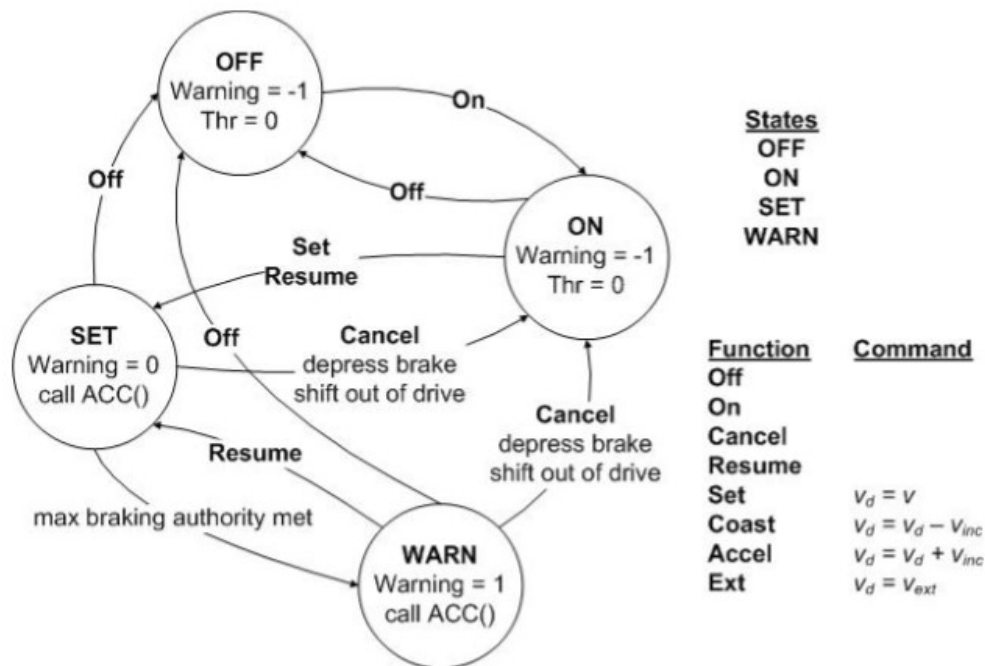 OFF
Warning = -1
Thr = 0
On
Off
Off
ON
Warning = -1
Thr = 0
Set
Resume
SET
Warning = 0
call ACC()
Off
Cancel
depress brake
shift out of drive
Cancel
depress brake
shift out of drive
Resume
max braking authority met
WARN
Warning = 1
call ACC()
States
OFF
ON
SET
WARN
Function Command
Off
On
Cancel
Resume
Set v_d = v
Coast v_d = v_d – v_inc
Accel v_d = v_d + v_inc
Ext v_d = v_ext